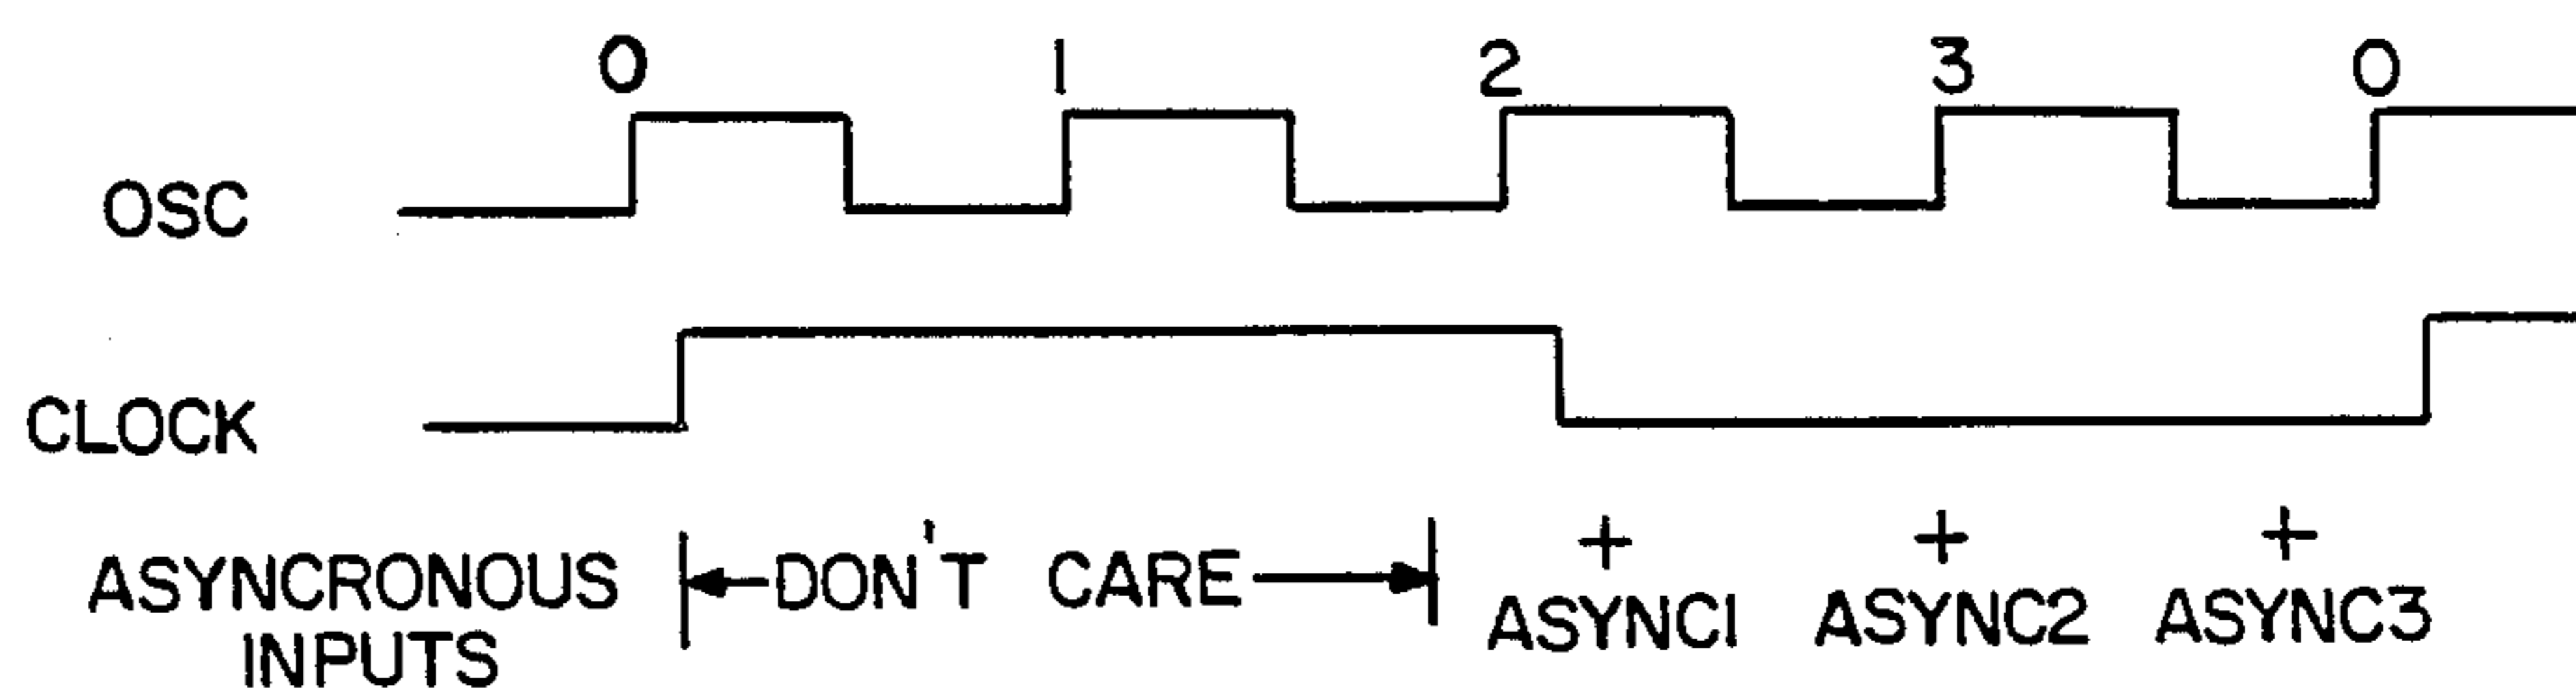 0 1 2 3 0
OSC
CLOCK
ASYNCRONOUS
INPUTS
DON'T CARE
+ + +
ASYNC1 ASYNC2 ASYNC3